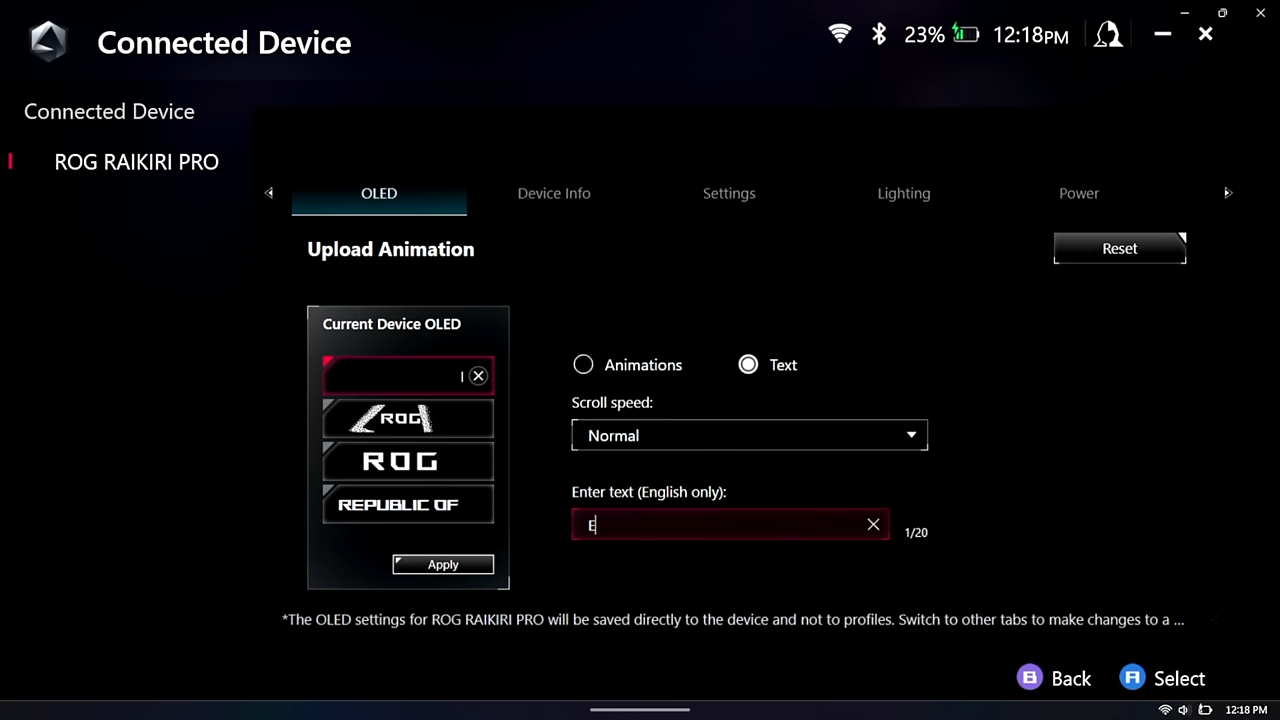 Connected Device
23%
12:18PM
Connected Device
ROG RAIKIRI PRO
OLED
Device Info
Settings
Lighting
Power
Upload Animation
Reset
Current Device OLED
ROG
ROG
REPUBLIC OF
Apply
Animations
Text
Scroll speed:
Normal
Enter text (English only):
E
1/20
*The OLED settings for ROG RAIKIRI PRO will be saved directly to the device and not to profiles. Switch to other tabs to make changes to a ...
B Back
A Select
12:18 PM